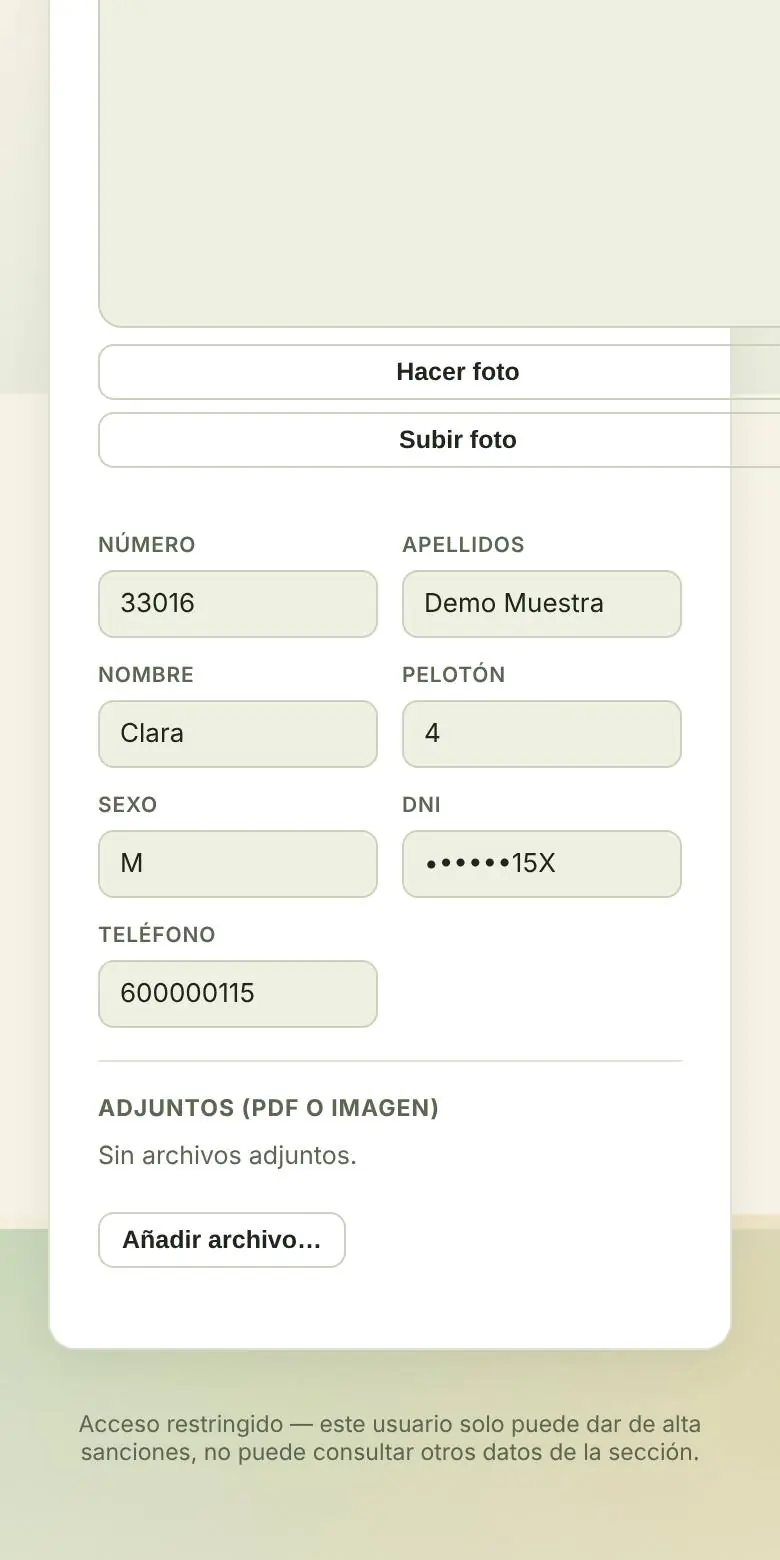 Hacer foto
Subir foto
NÚMERO APELLIDOS
33016 Demo Muestra
NOMBRE PELOTÓN
Clara 4
SEXO DNI
M ••••••15X
TELÉFONO
600000115
ADJUNTOS (PDF O IMAGEN)
Sin archivos adjuntos.
Añadir archivo…
Acceso restringido — este usuario solo puede dar de alta
sanciones, no puede consultar otros datos de la sección.